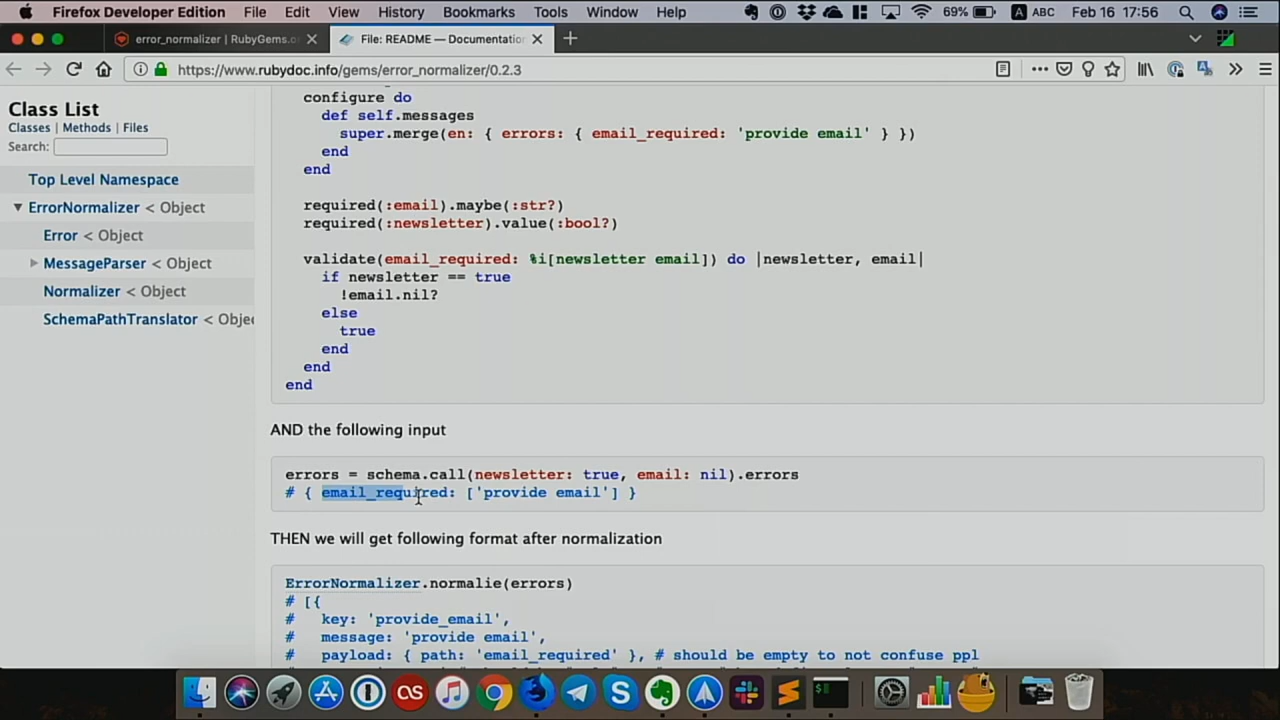 Firefox Developer Edition File Edit View History Bookmarks Tools Window Help 69% A ABC Feb 16 17:56
error_normalizer | RubyGems.o File: README — Documentation
https://www.rubydoc.info/gems/error_normalizer/0.2.3
Class List
Classes | Methods | Files
Search:
Top Level Namespace
ErrorNormalizer < Object
Error < Object
MessageParser < Object
Normalizer < Object
SchemaPathTranslator < Obje
configure do
def self.messages
super.merge(en: { errors: { email_required: 'provide email' } })
end
end
required(:email).maybe(:str?)
required(:newsletter).value(:bool?)
validate(email_required: %i[newsletter email]) do |newsletter, email|
if newsletter == true
!email.nil?
else
true
end
end
end
AND the following input
errors = schema.call(newsletter: true, email: nil).errors
# { email_required: ['provide email'] }
THEN we will get following format after normalization
ErrorNormalizer.normalie(errors)
# [{
# key: 'provide_email',
# message: 'provide email',
# payload: { path: 'email_required' }, # should be empty to not confuse ppl